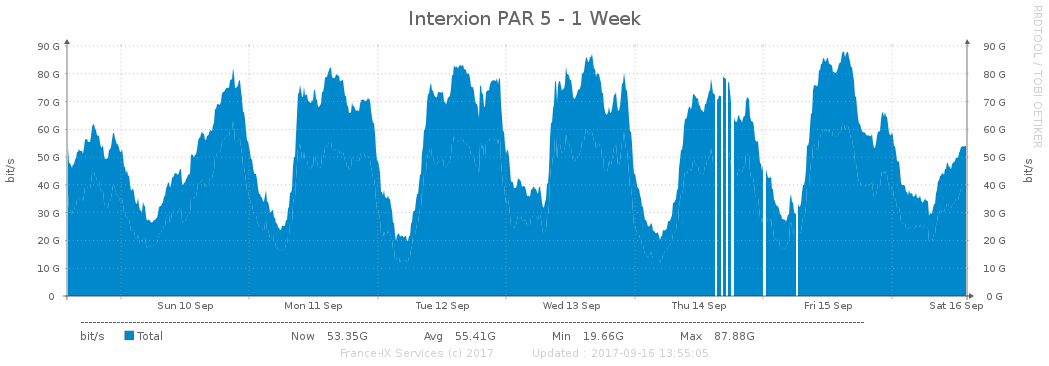 Interxion PAR 5 - 1 Week
RRDTOOL / TOBI OETIKER
bit/s
90 G 90 G
80 G 80 G
70 G 70 G
60 G 60 G
50 G 50 G
40 G 40 G
30 G 30 G
20 G 20 G
10 G 10 G
0 0 G
bit/s
Sun 10 Sep Mon 11 Sep Tue 12 Sep Wed 13 Sep Thu 14 Sep Fri 15 Sep Sat 16 Sep
bit/s Total Now 53.35G Avg 55.41G Min 19.66G Max 87.88G
France-IX Services (c) 2017 Updated : 2017-09-16 13:55:05